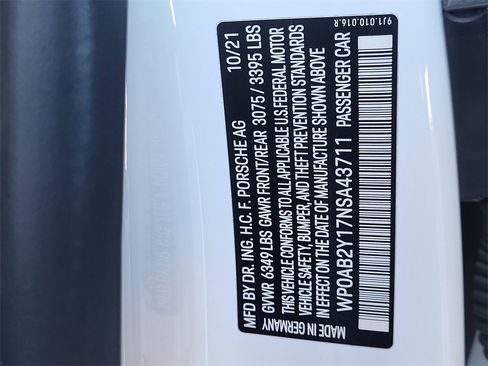 9J1.010.016.R
10/21
MFD BY DR. ING. H.C. F. PORSCHE AG
GVWR 6349 LBS GAWR FRONT/REAR 3075 / 3395 LBS
THIS VEHICLE CONFORMS TO ALL APPLICABLE U.S.FEDERAL MOTOR
VEHICLE SAFETY, BUMPER, AND THEFT PREVENTION STANDARDS
IN EFFECT ON THE DATE OF MANUFACTURE SHOWN ABOVE
WP0AB2Y17NSA43711 PASSENGER CAR
MADE IN GERMANY